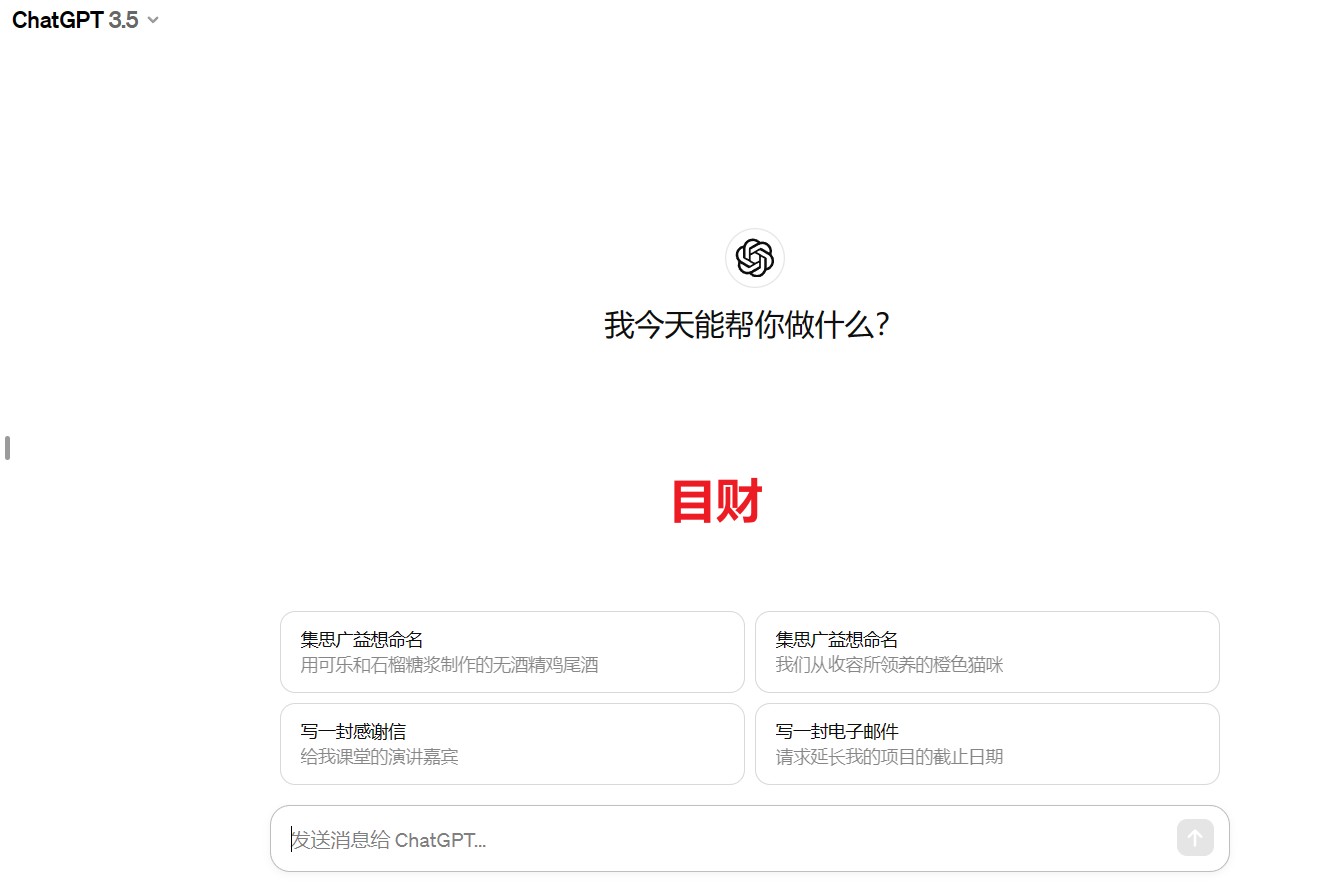 ChatGPT 3.5
我今天能帮你做什么?
目财
集思广益想命名
用可乐和石榴糖浆制作的无酒精鸡尾酒
集思广益想命名
我们从收容所领养的橙色猫咪
写一封感谢信
给我课堂的演讲嘉宾
写一封电子邮件
请求延长我的项目的截止日期
发送消息给 ChatGPT...